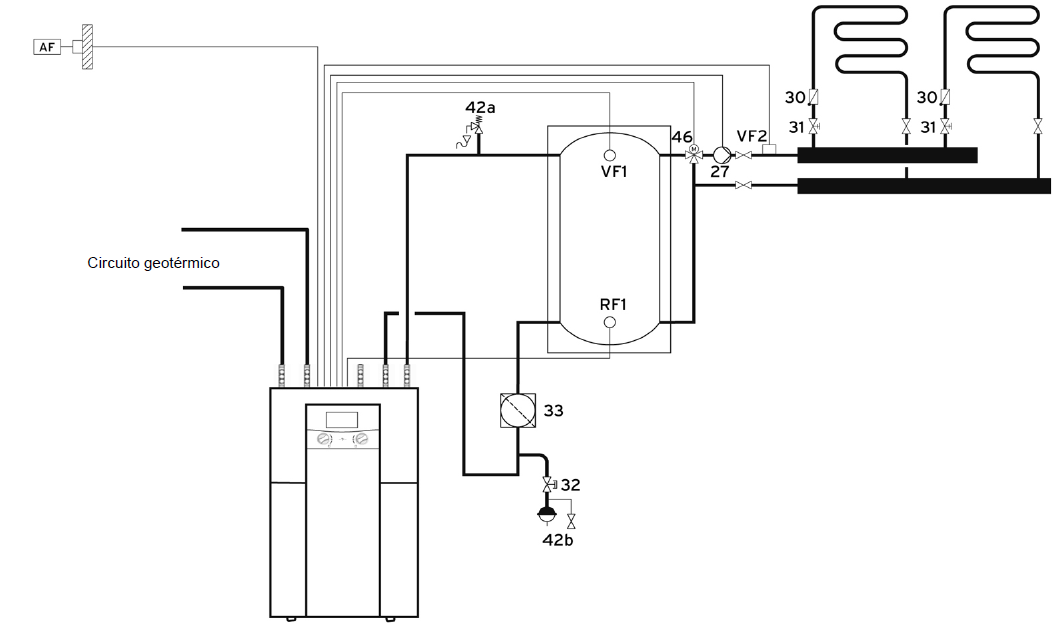 AF
42a
30
30
31
31
46
VF2
VF1
27
Circuito geotérmico
RF1
33
32
42b